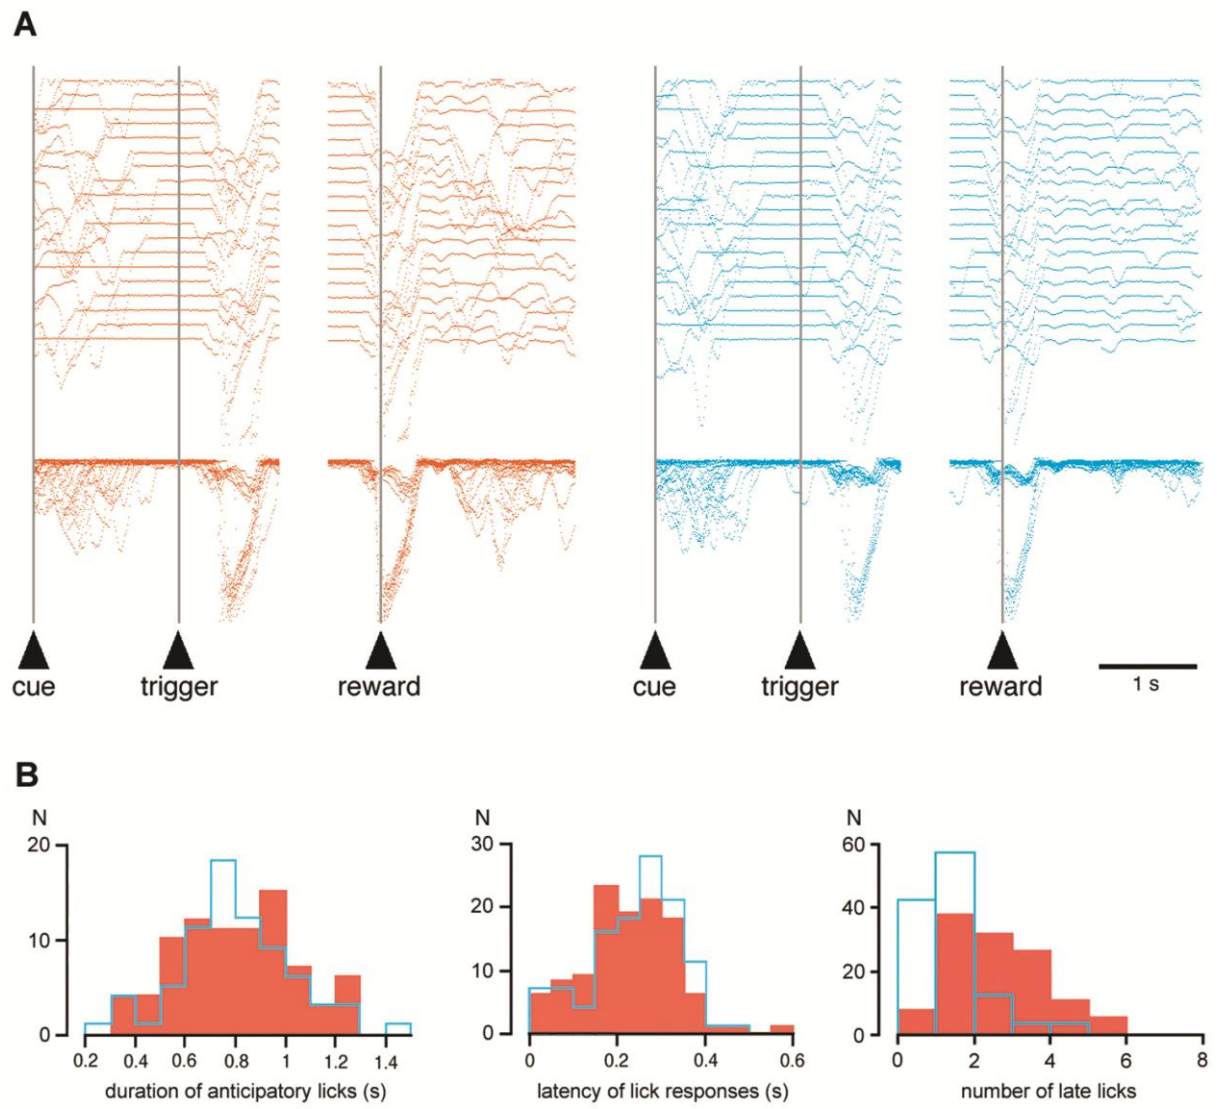 A
cue trigger reward cue trigger reward 1 s
B
N N N
20 30 60
10 20 40
10 20
0 0 0
0.2 0.4 0.6 0.8 1 1.2 1.4 0 0.2 0.4 0.6 0 2 4 6 8
duration of anticipatory licks (s) latency of lick responses (s) number of late licks